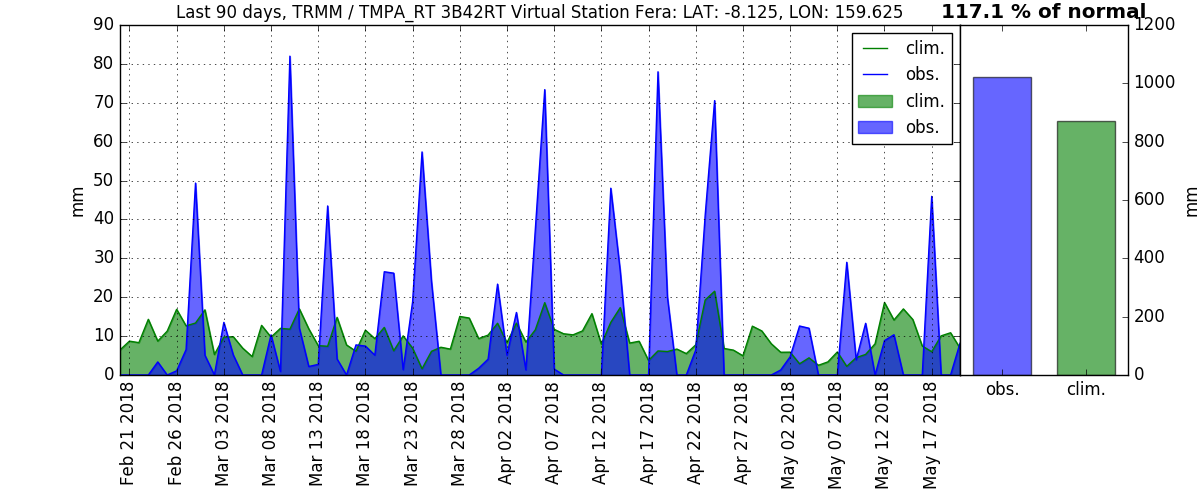 Last 90 days, TRMM / TMPA_RT 3B42RT Virtual Station Fera: LAT: -8.125, LON: 159.625
117.1 % of normal
90
80
70
60
50
40
30
20
10
0
mm
clim.
obs.
clim.
obs.
1200
1000
800
600
400
200
0
mm
Feb 21 2018
Feb 26 2018
Mar 03 2018
Mar 08 2018
Mar 13 2018
Mar 18 2018
Mar 23 2018
Mar 28 2018
Apr 02 2018
Apr 07 2018
Apr 12 2018
Apr 17 2018
Apr 22 2018
Apr 27 2018
May 02 2018
May 07 2018
May 12 2018
May 17 2018
obs.
clim.